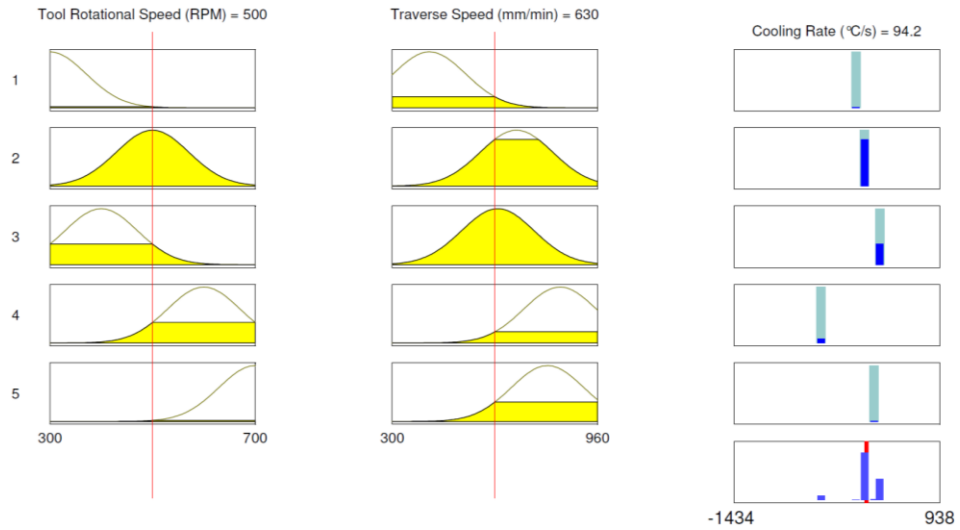 Tool Rotational Speed (RPM) = 500
Traverse Speed (mm/min) = 630
Cooling Rate (°C/s) = 94.2
1
2
3
4
5
300 700
300 960
-1434 938